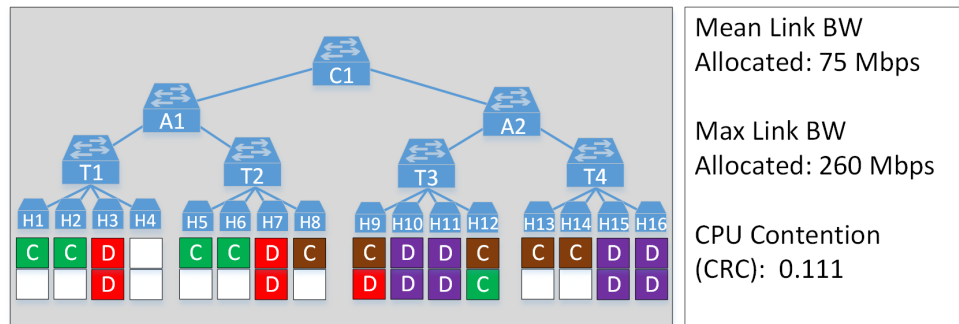 C1
A1 A2
T1 T2 T3 T4
H1 H2 H3 H4 H5 H6 H7 H8 H9 H10 H11 H12 H13 H14 H15 H16
C C D C C D C C D D C C C D D
D D D D D C D D
Mean Link BW
Allocated: 75 Mbps
Max Link BW
Allocated: 260 Mbps
CPU Contention
(CRC): 0.111